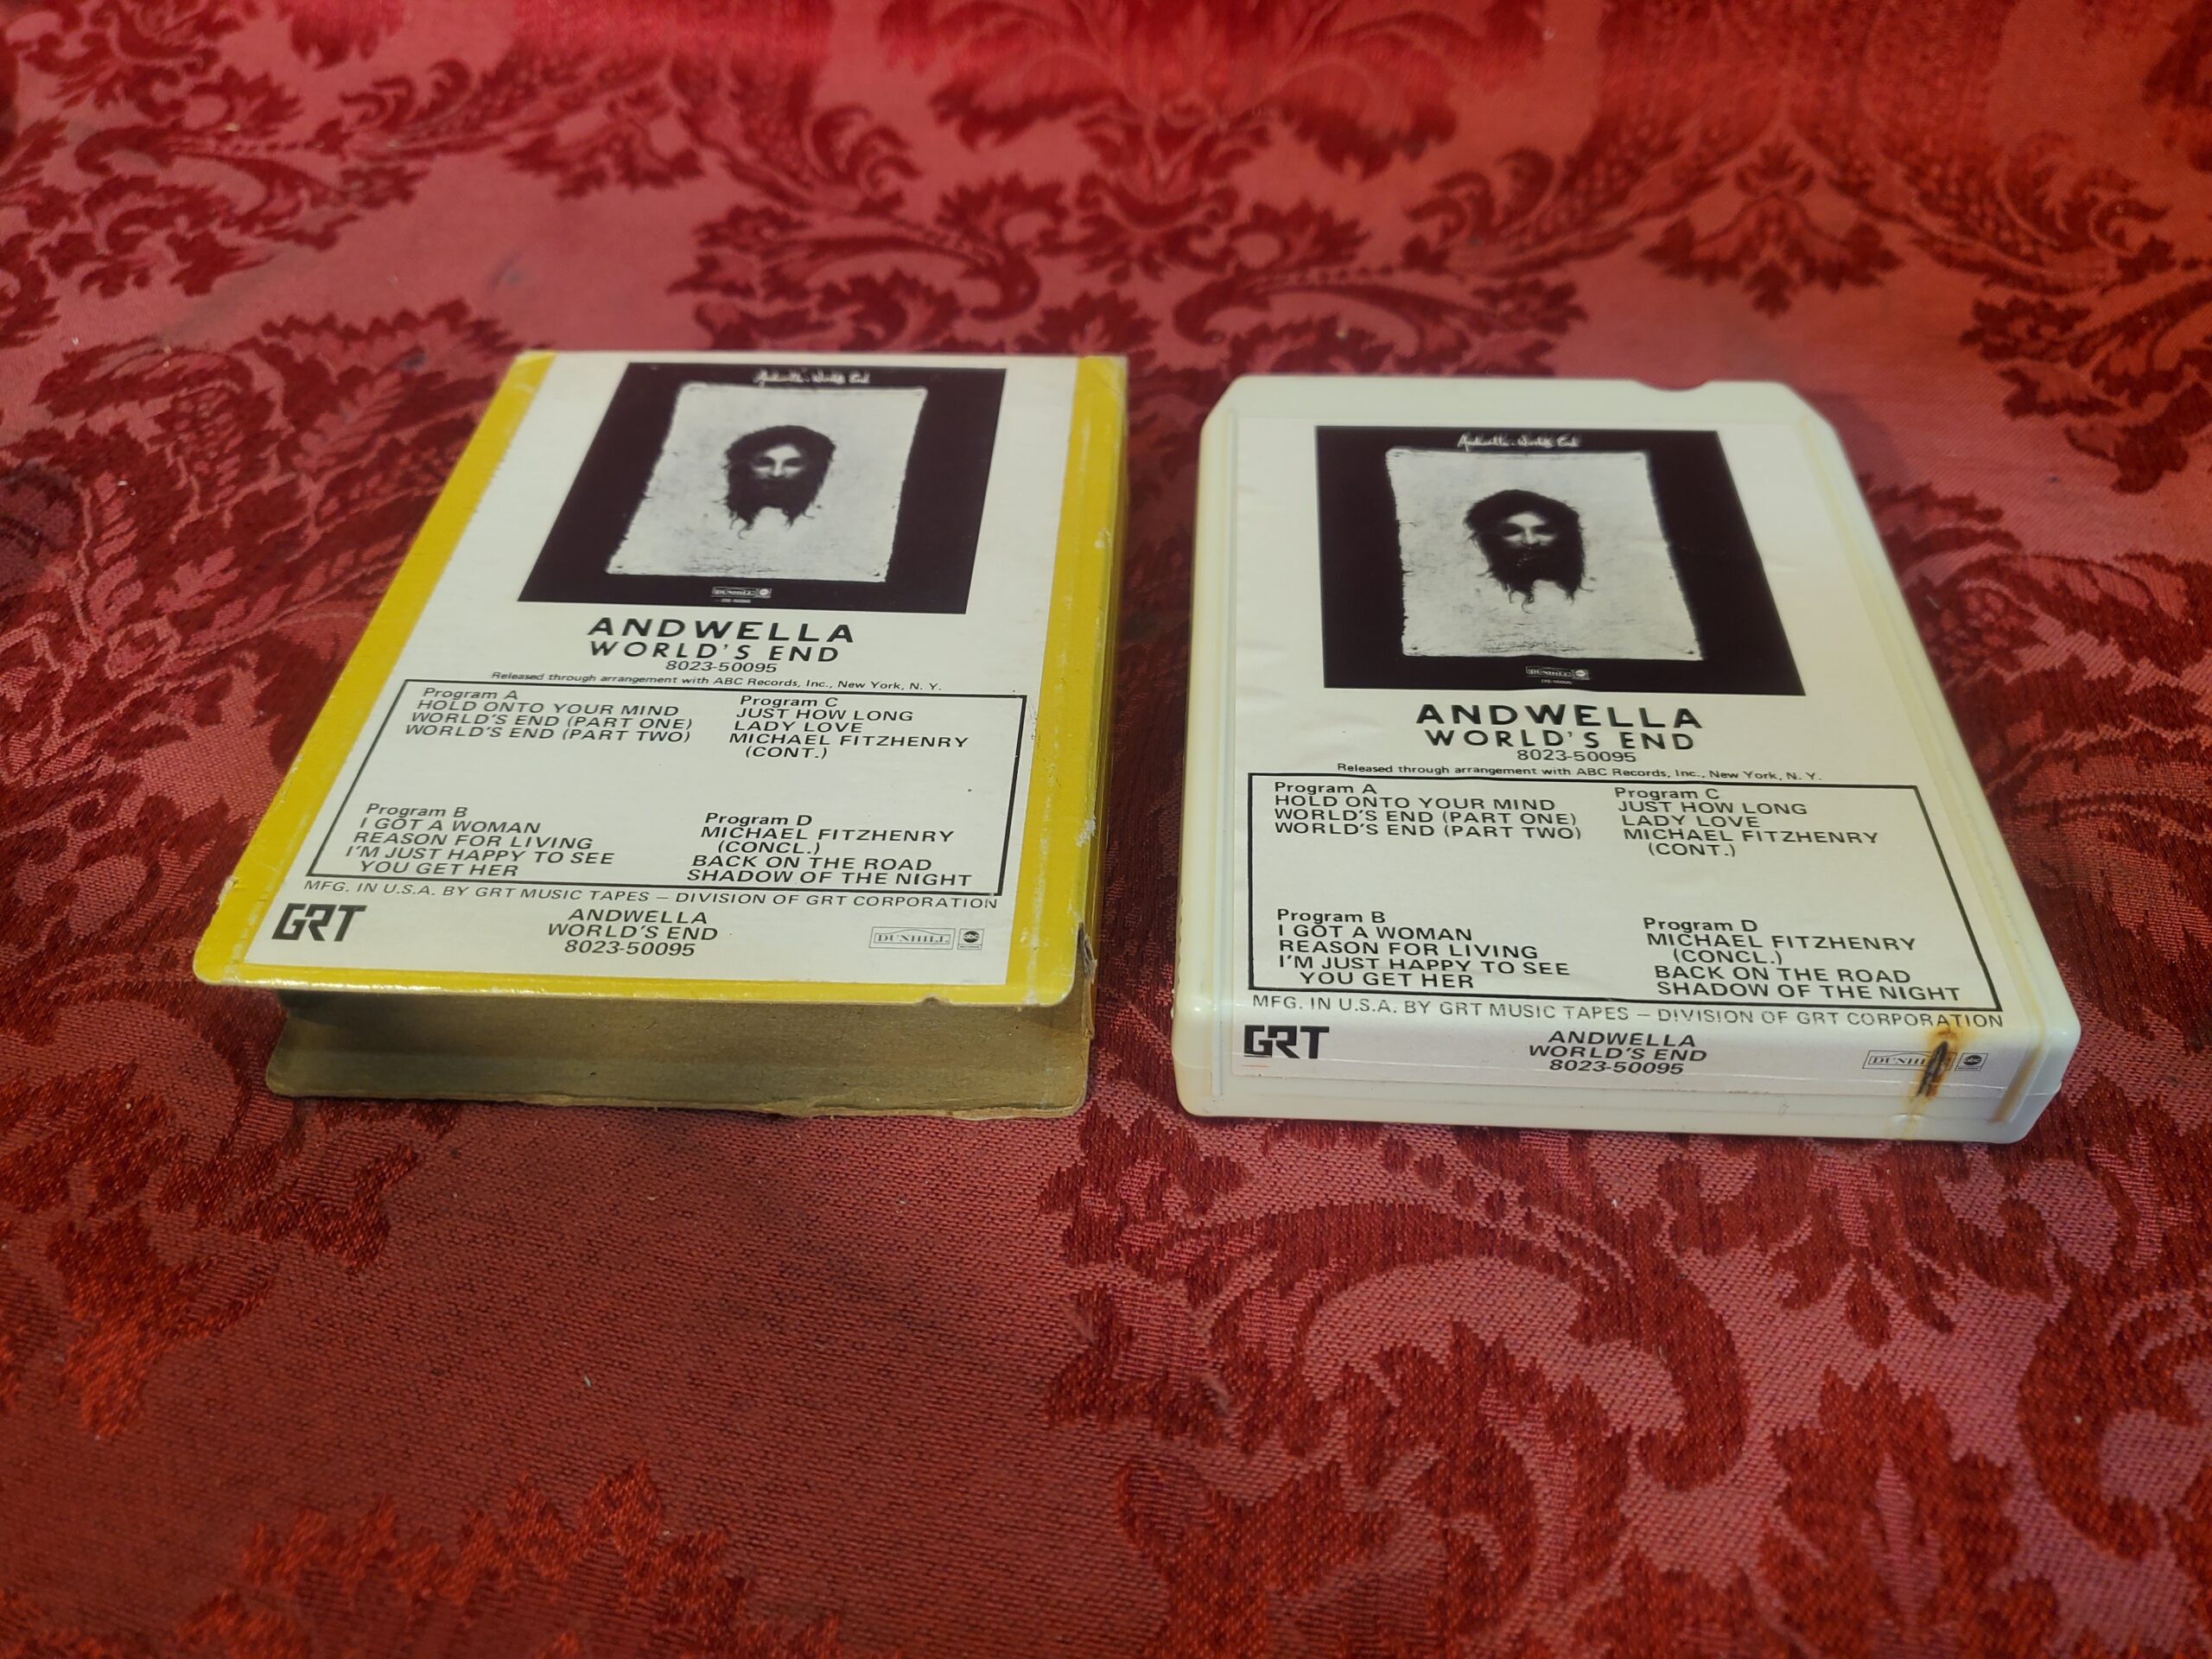 Andwella · World's End
DUNHILL abc
ANDWELLA
WORLD'S END
8023-50095
Released through arrangement with ABC Records, Inc., New York, N. Y.
Program A
HOLD ONTO YOUR MIND
WORLD'S END (PART ONE)
WORLD'S END (PART TWO)
Program B
I GOT A WOMAN
REASON FOR LIVING
I'M JUST HAPPY TO SEE
YOU GET HER
Program C
JUST HOW LONG
LADY LOVE
MICHAEL FITZHENRY
(CONT.)
Program D
MICHAEL FITZHENRY
(CONCL.)
BACK ON THE ROAD
SHADOW OF THE NIGHT
MFG. IN U.S.A. BY GRT MUSIC TAPES – DIVISION OF GRT CORPORATION
GRT
ANDWELLA
WORLD'S END
8023-50095
DUNHILL abc
Andwella · World's End
DUNHILL abc
ANDWELLA
WORLD'S END
8023-50095
Released through arrangement with ABC Records, Inc., New York, N. Y.
Program A
HOLD ONTO YOUR MIND
WORLD'S END (PART ONE)
WORLD'S END (PART TWO)
Program B
I GOT A WOMAN
REASON FOR LIVING
I'M JUST HAPPY TO SEE
YOU GET HER
Program C
JUST HOW LONG
LADY LOVE
MICHAEL FITZHENRY
(CONT.)
Program D
MICHAEL FITZHENRY
(CONCL.)
BACK ON THE ROAD
SHADOW OF THE NIGHT
MFG. IN U.S.A. BY GRT MUSIC TAPES – DIVISION OF GRT CORPORATION
GRT
ANDWELLA
WORLD'S END
8023-50095
abc